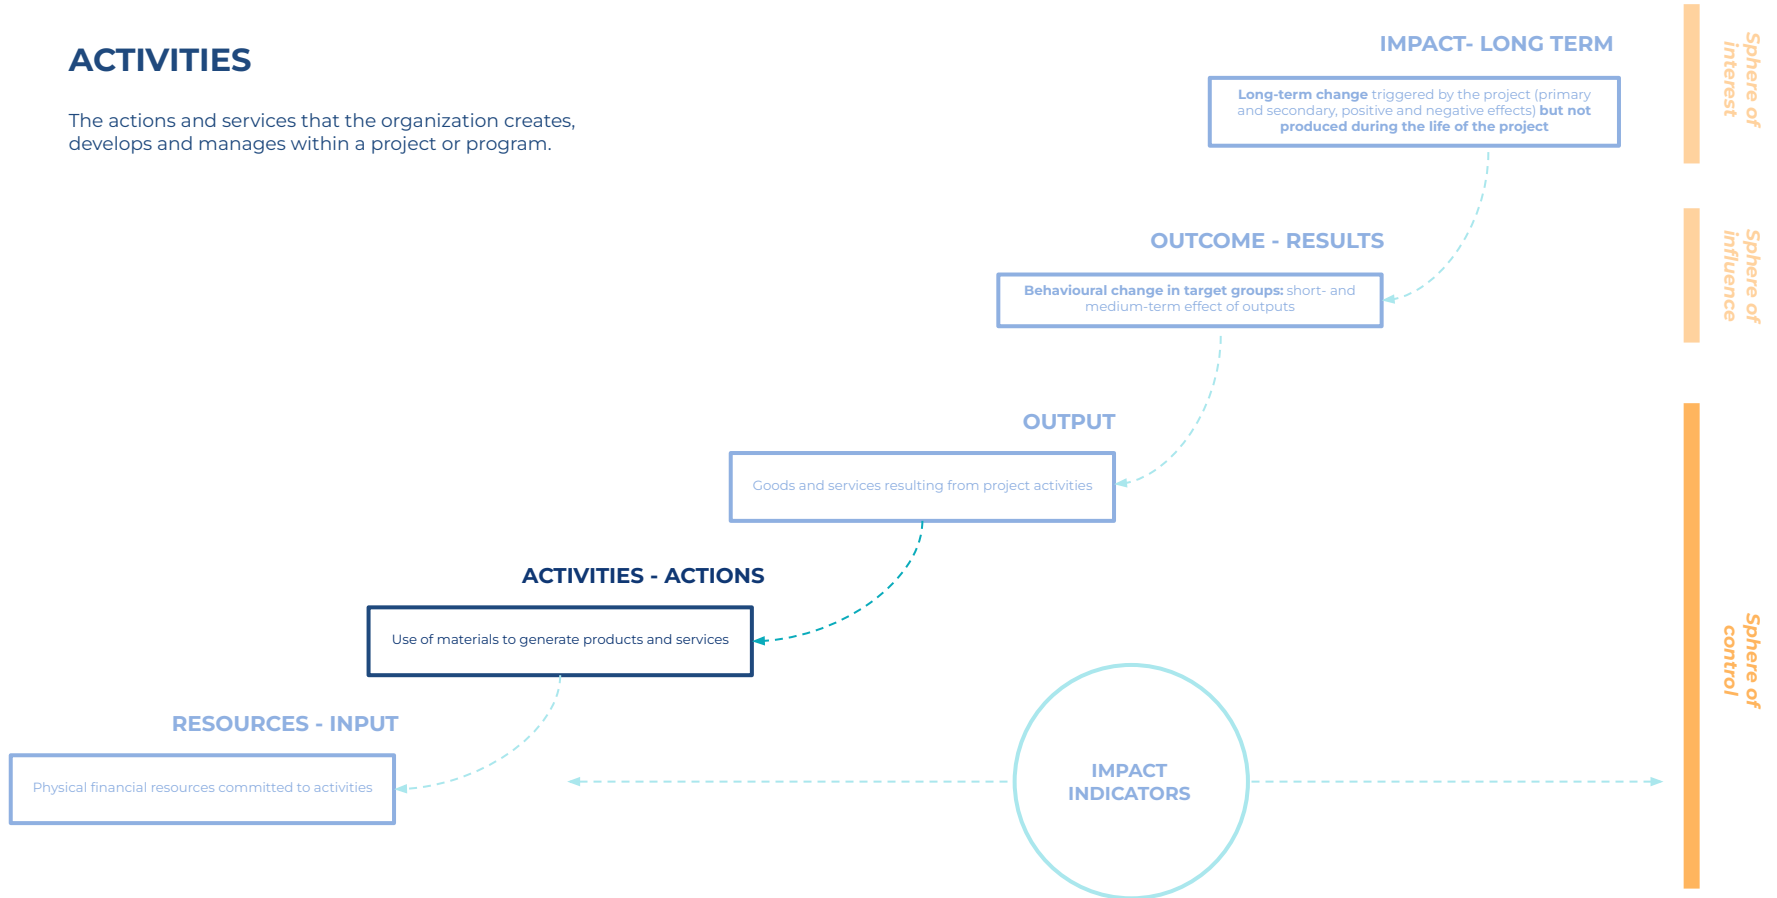 ACTIVITIES
The actions and services that the organization creates,
develops and manages within a project or program.
IMPACT- LONG TERM
Long-term change triggered by the project (primary
and secondary, positive and negative effects) but not
produced during the life of the project
Sphere of
interest
OUTCOME - RESULTS
Behavioural change in target groups: short- and
medium-term effect of outputs
Sphere of
influence
OUTPUT
Goods and services resulting from project activities
ACTIVITIES - ACTIONS
Use of materials to generate products and services
Sphere of
control
RESOURCES - INPUT
Physical financial resources committed to activities
IMPACT
INDICATORS